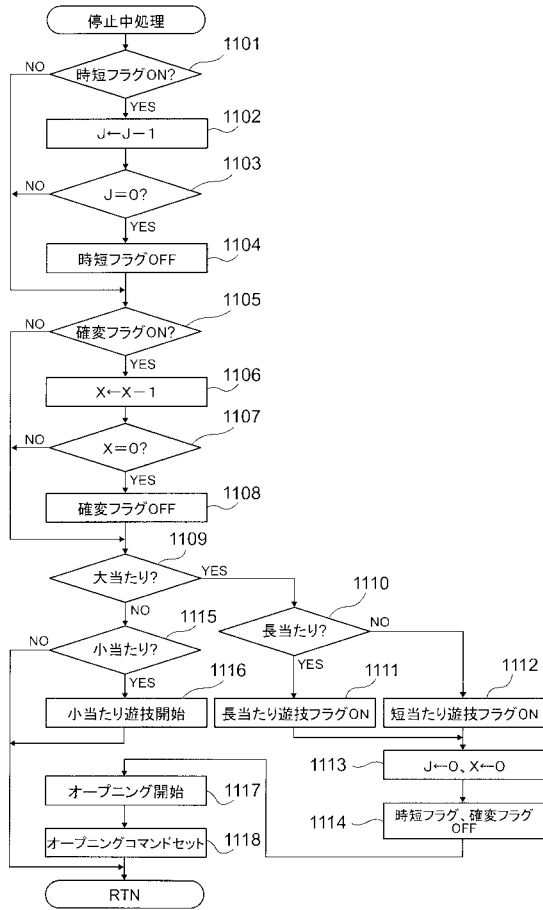 停止中処理
1101
時短フラグON?
NO
YES
1102
J←J－1
1103
J＝0?
NO
YES
1104
時短フラグOFF
1105
確変フラグON?
NO
YES
1106
X←X－1
1107
X＝0?
NO
YES
1108
確変フラグOFF
1109
大当たり?
YES
NO
1110
長当たり?
NO
YES
1115
小当たり?
NO
YES
1116
小当たり遊技開始
1111
長当たり遊技フラグON
1112
短当たり遊技フラグON
1113
J←0、X←0
1114
時短フラグ、確変フラグ
OFF
1117
オープニング開始
1118
オープニングコマンドセット
RTN